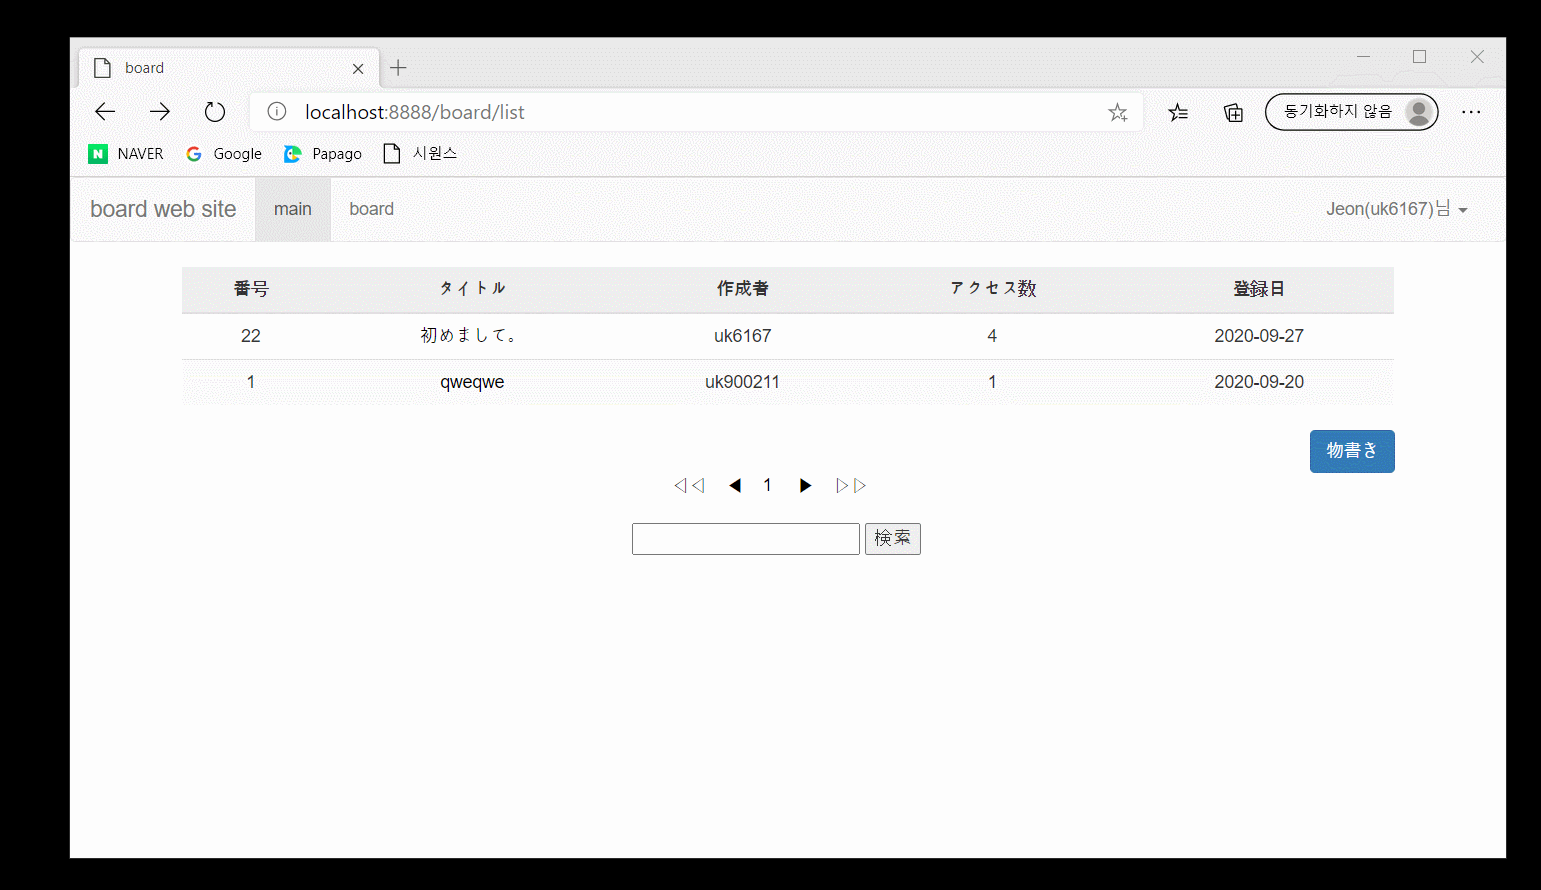 board
localhost:8888/board/list
동기화하지 않음
NAVER Google Papago 시원스
board web site main board Jeon(uk6167)님
番号 タイトル 作成者 アクセス数 登録日
22 初めまして。 uk6167 4 2020-09-27
1 qweqwe uk900211 1 2020-09-20
物書き
◁◁ ◀ 1 ▶ ▷▷
検索